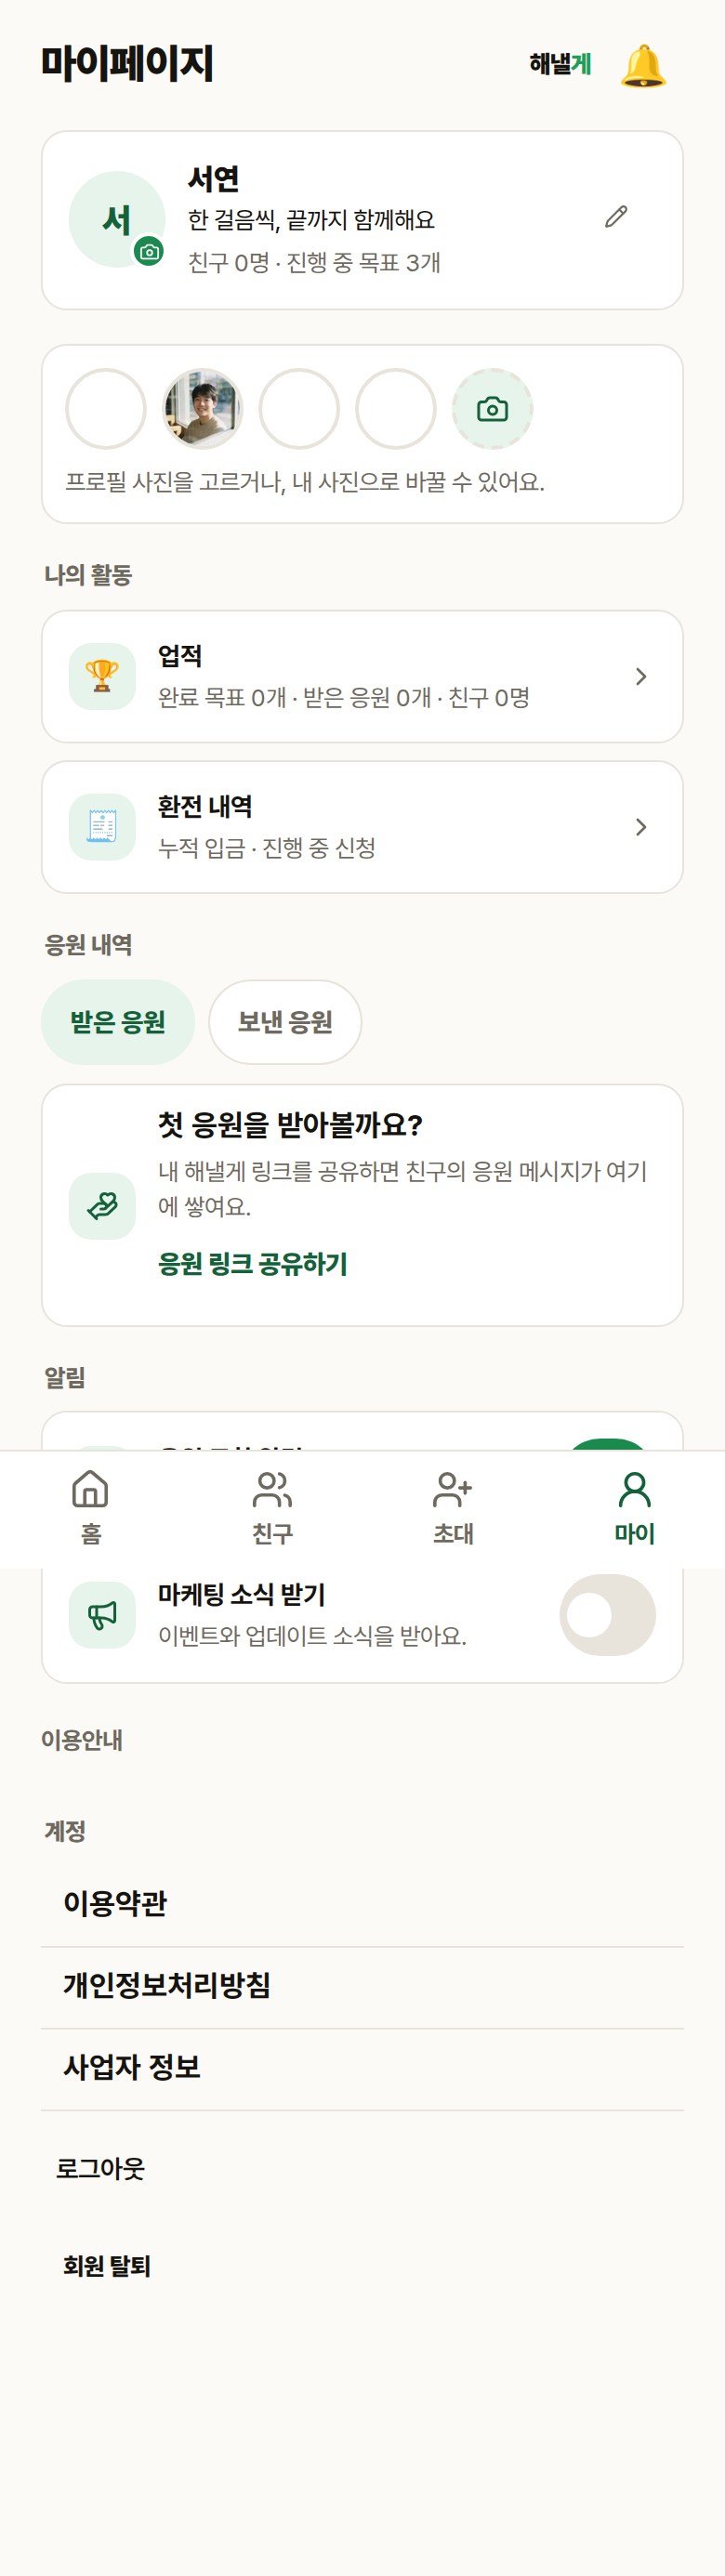 마이페이지
해낼게
서
서연
한 걸음씩, 끝까지 함께해요
친구 0명 · 진행 중 목표 3개
프로필 사진을 고르거나, 내 사진으로 바꿀 수 있어요.
나의 활동
업적
완료 목표 0개 · 받은 응원 0개 · 친구 0명
환전 내역
누적 입금 · 진행 중 신청
응원 내역
받은 응원
보낸 응원
첫 응원을 받아볼까요?
내 해낼게 링크를 공유하면 친구의 응원 메시지가 여기
에 쌓여요.
응원 링크 공유하기
알림
홈
친구
초대
마이
마케팅 소식 받기
이벤트와 업데이트 소식을 받아요.
이용안내
계정
이용약관
개인정보처리방침
사업자 정보
로그아웃
회원 탈퇴